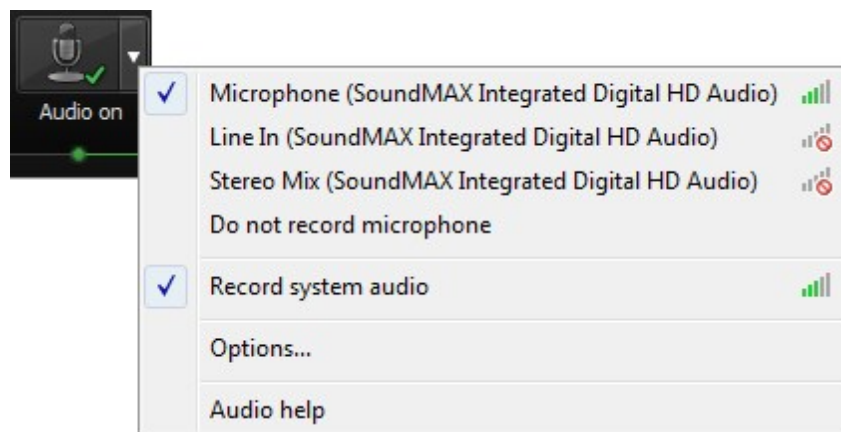 Audio on
Microphone (SoundMAX Integrated Digital HD Audio)
Line In (SoundMAX Integrated Digital HD Audio)
Stereo Mix (SoundMAX Integrated Digital HD Audio)
Do not record microphone
Record system audio
Options...
Audio help